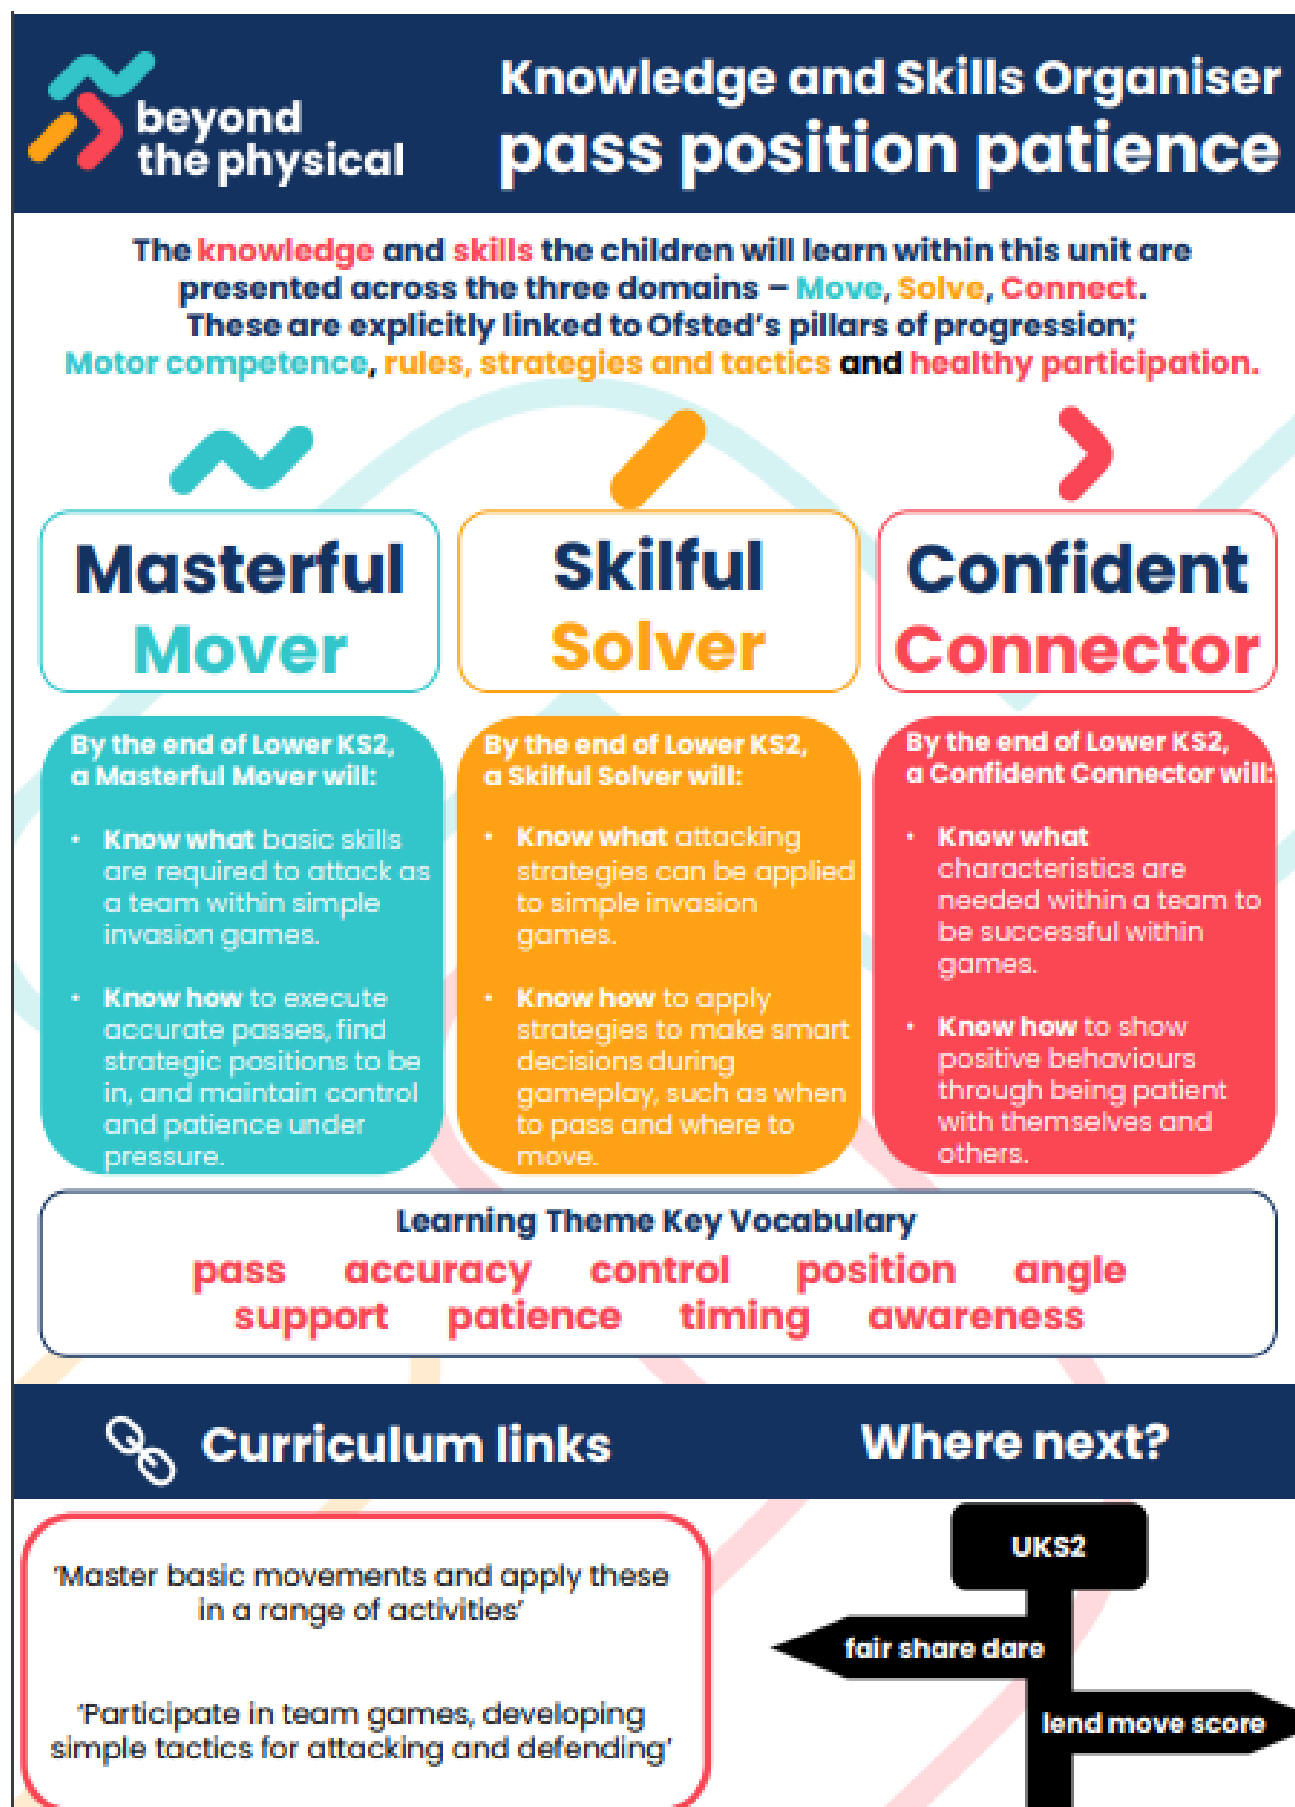 beyond
the physical
Knowledge and Skills Organiser
pass position patience
The knowledge and skills the children will learn within this unit are
presented across the three domains – Move, Solve, Connect.
These are explicitly linked to Ofsted's pillars of progression;
Motor competence, rules, strategies and tactics and healthy participation.
Masterful
Mover
Skilful
Solver
Confident
Connector
By the end of Lower KS2,
a Masterful Mover will:
• Know what basic skills
are required to attack as
a team within simple
invasion games.
• Know how to execute
accurate passes, find
strategic positions to be
in, and maintain control
and patience under
pressure.
By the end of Lower KS2,
a Skilful Solver will:
• Know what attacking
strategies can be applied
to simple invasion
games.
• Know how to apply
strategies to make smart
decisions during
gameplay, such as when
to pass and where to
move.
By the end of Lower KS2,
a Confident Connector will:
• Know what
characteristics are
needed within a team to
be successful within
games.
• Know how to show
positive behaviours
through being patient
with themselves and
others.
Learning Theme Key Vocabulary
pass accuracy control position angle
support patience timing awareness
Curriculum links
'Master basic movements and apply these
in a range of activities'
'Participate in team games, developing
simple tactics for attacking and defending'
Where next?
UKS2
fair share dare
lend move score